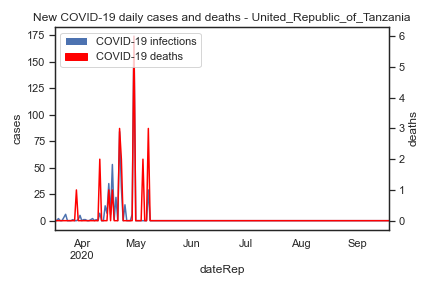 New COVID-19 daily cases and deaths - United_Republic_of_Tanzania
COVID-19 infections
COVID-19 deaths
175
150
125
100
75
50
25
0
cases
6
5
4
3
2
1
0
deaths
Apr
2020
May
Jun
Jul
Aug
Sep
dateRep